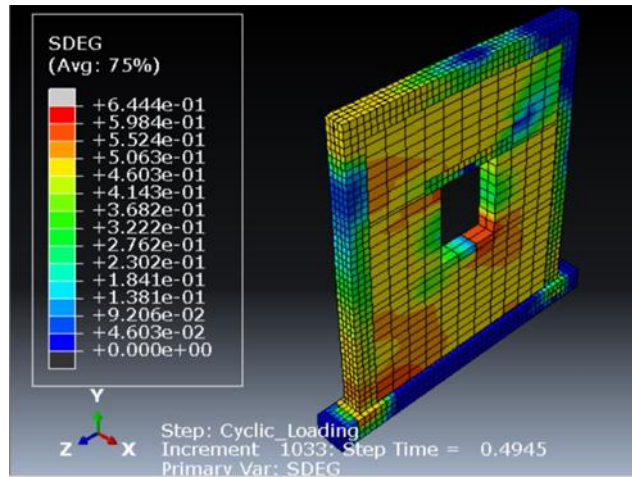 SDEG
(Avg: 75%)
+6.444e-01
+5.984e-01
+5.524e-01
+5.063e-01
+4.603e-01
+4.143e-01
+3.682e-01
+3.222e-01
+2.762e-01
+2.302e-01
+1.841e-01
+1.381e-01
+9.206e-02
+4.603e-02
+0.000e+00
Y
Z X
Step: Cyclic_Loading
Increment 1033: Step Time = 0.4945
Primary Var: SDEG